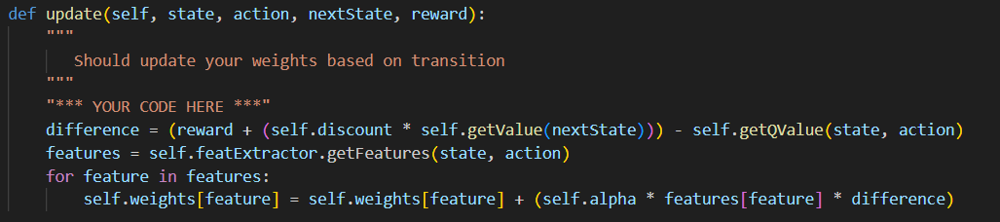 def update(self, state, action, nextState, reward):
"""
Should update your weights based on transition
"""
"*** YOUR CODE HERE ***"
difference = (reward + (self.discount * self.getValue(nextState))) - self.getQValue(state, action)
features = self.featExtractor.getFeatures(state, action)
for feature in features:
self.weights[feature] = self.weights[feature] + (self.alpha * features[feature] * difference)